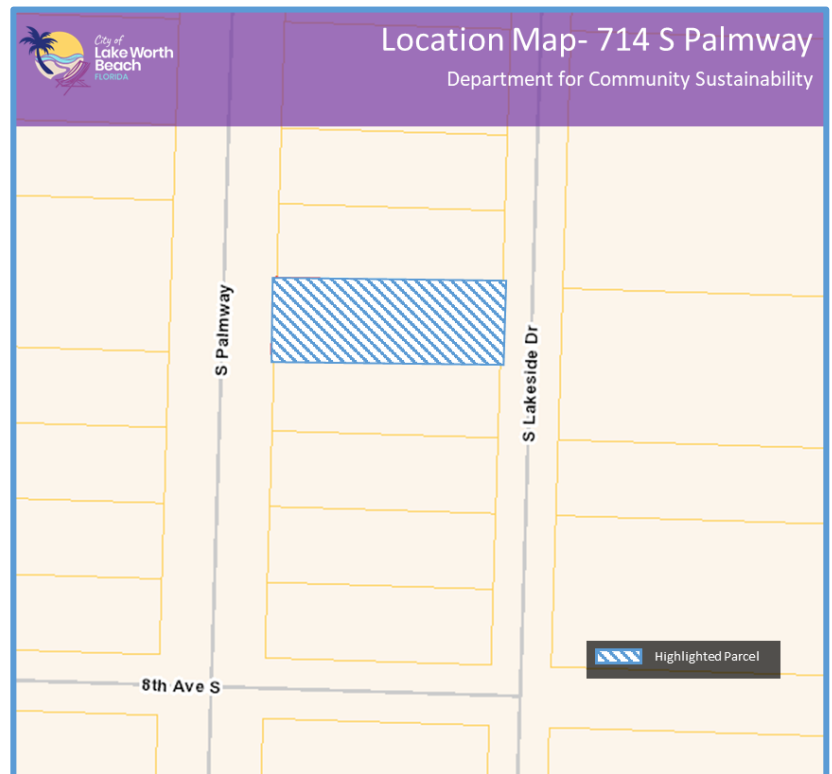 City of
Lake Worth
Beach
FLORIDA
Location Map- 714 S Palmway
Department for Community Sustainability
S Palmway
S Lakeside Dr
Highlighted Parcel
8th Ave S